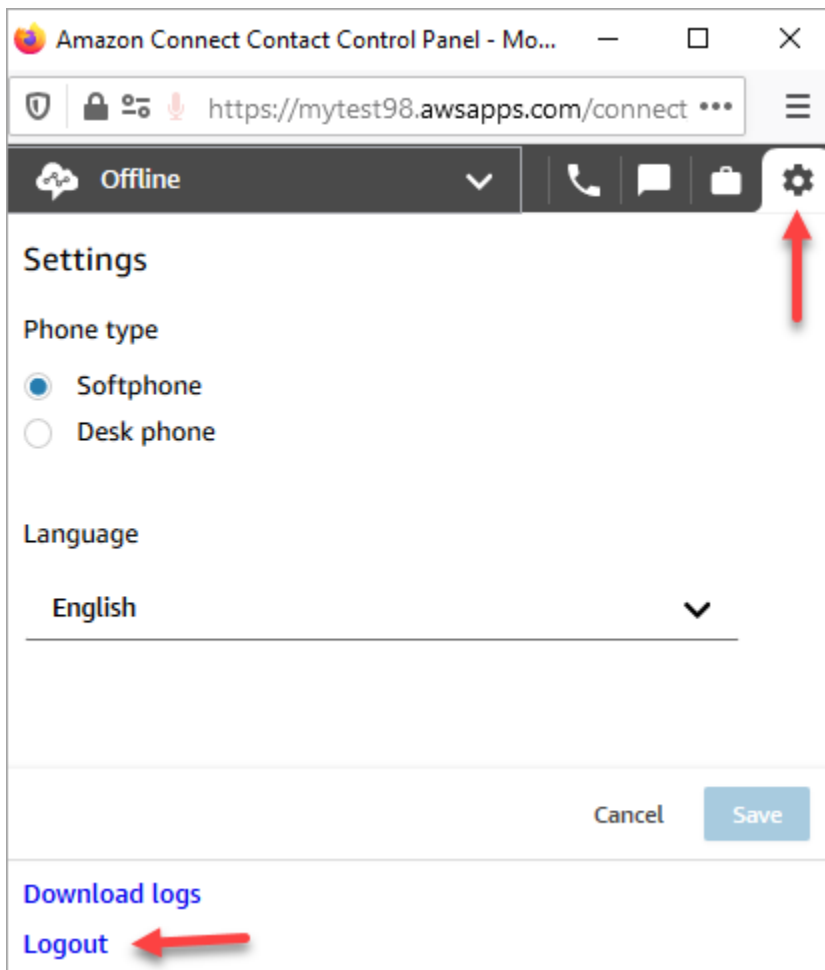 Amazon Connect Contact Control Panel - Mo...
https://mytest98.awsapps.com/connect
Offline
Settings
Phone type
Softphone
Desk phone
Language
English
Cancel Save
Download logs
Logout